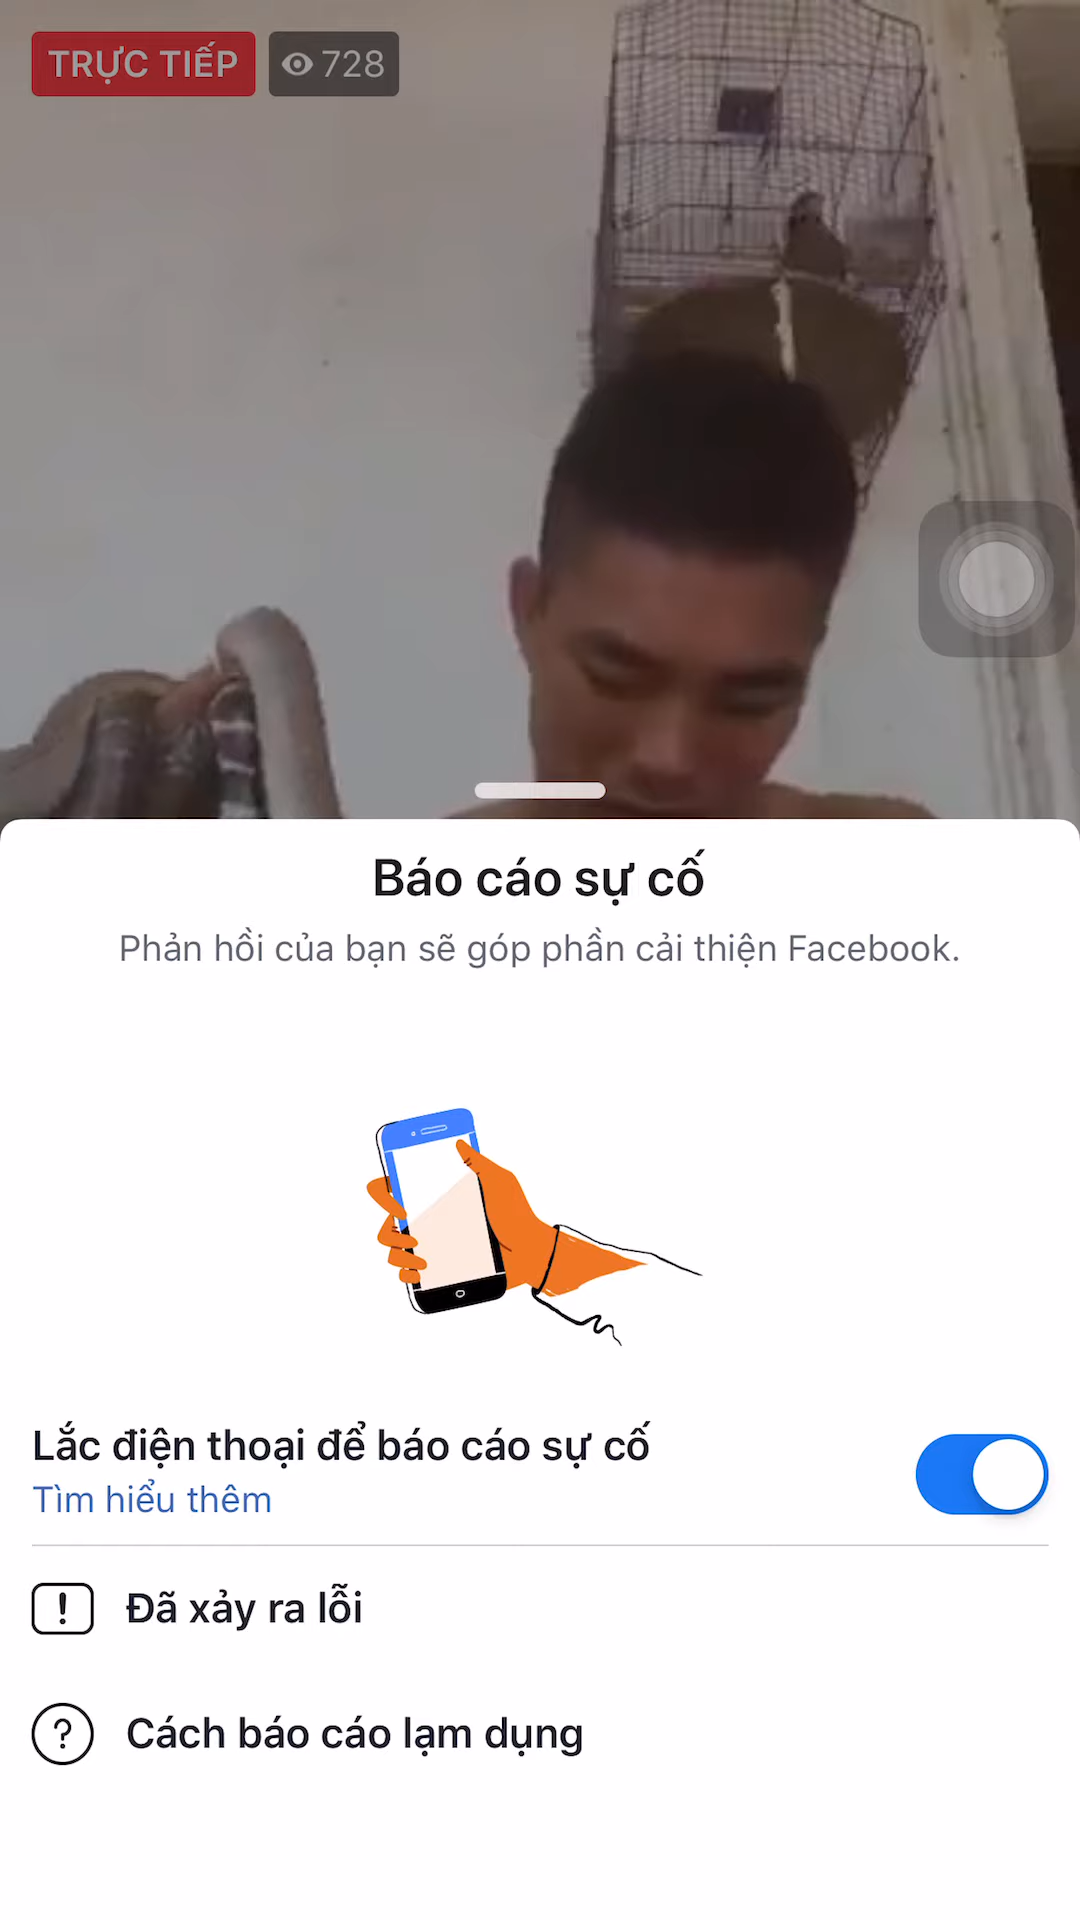 TRỰC TIẾP 728
Báo cáo sự cố
Phản hồi của bạn sẽ góp phần cải thiện Facebook.
Lắc điện thoại để báo cáo sự cố
Tìm hiểu thêm
Đã xảy ra lỗi
Cách báo cáo lạm dụng